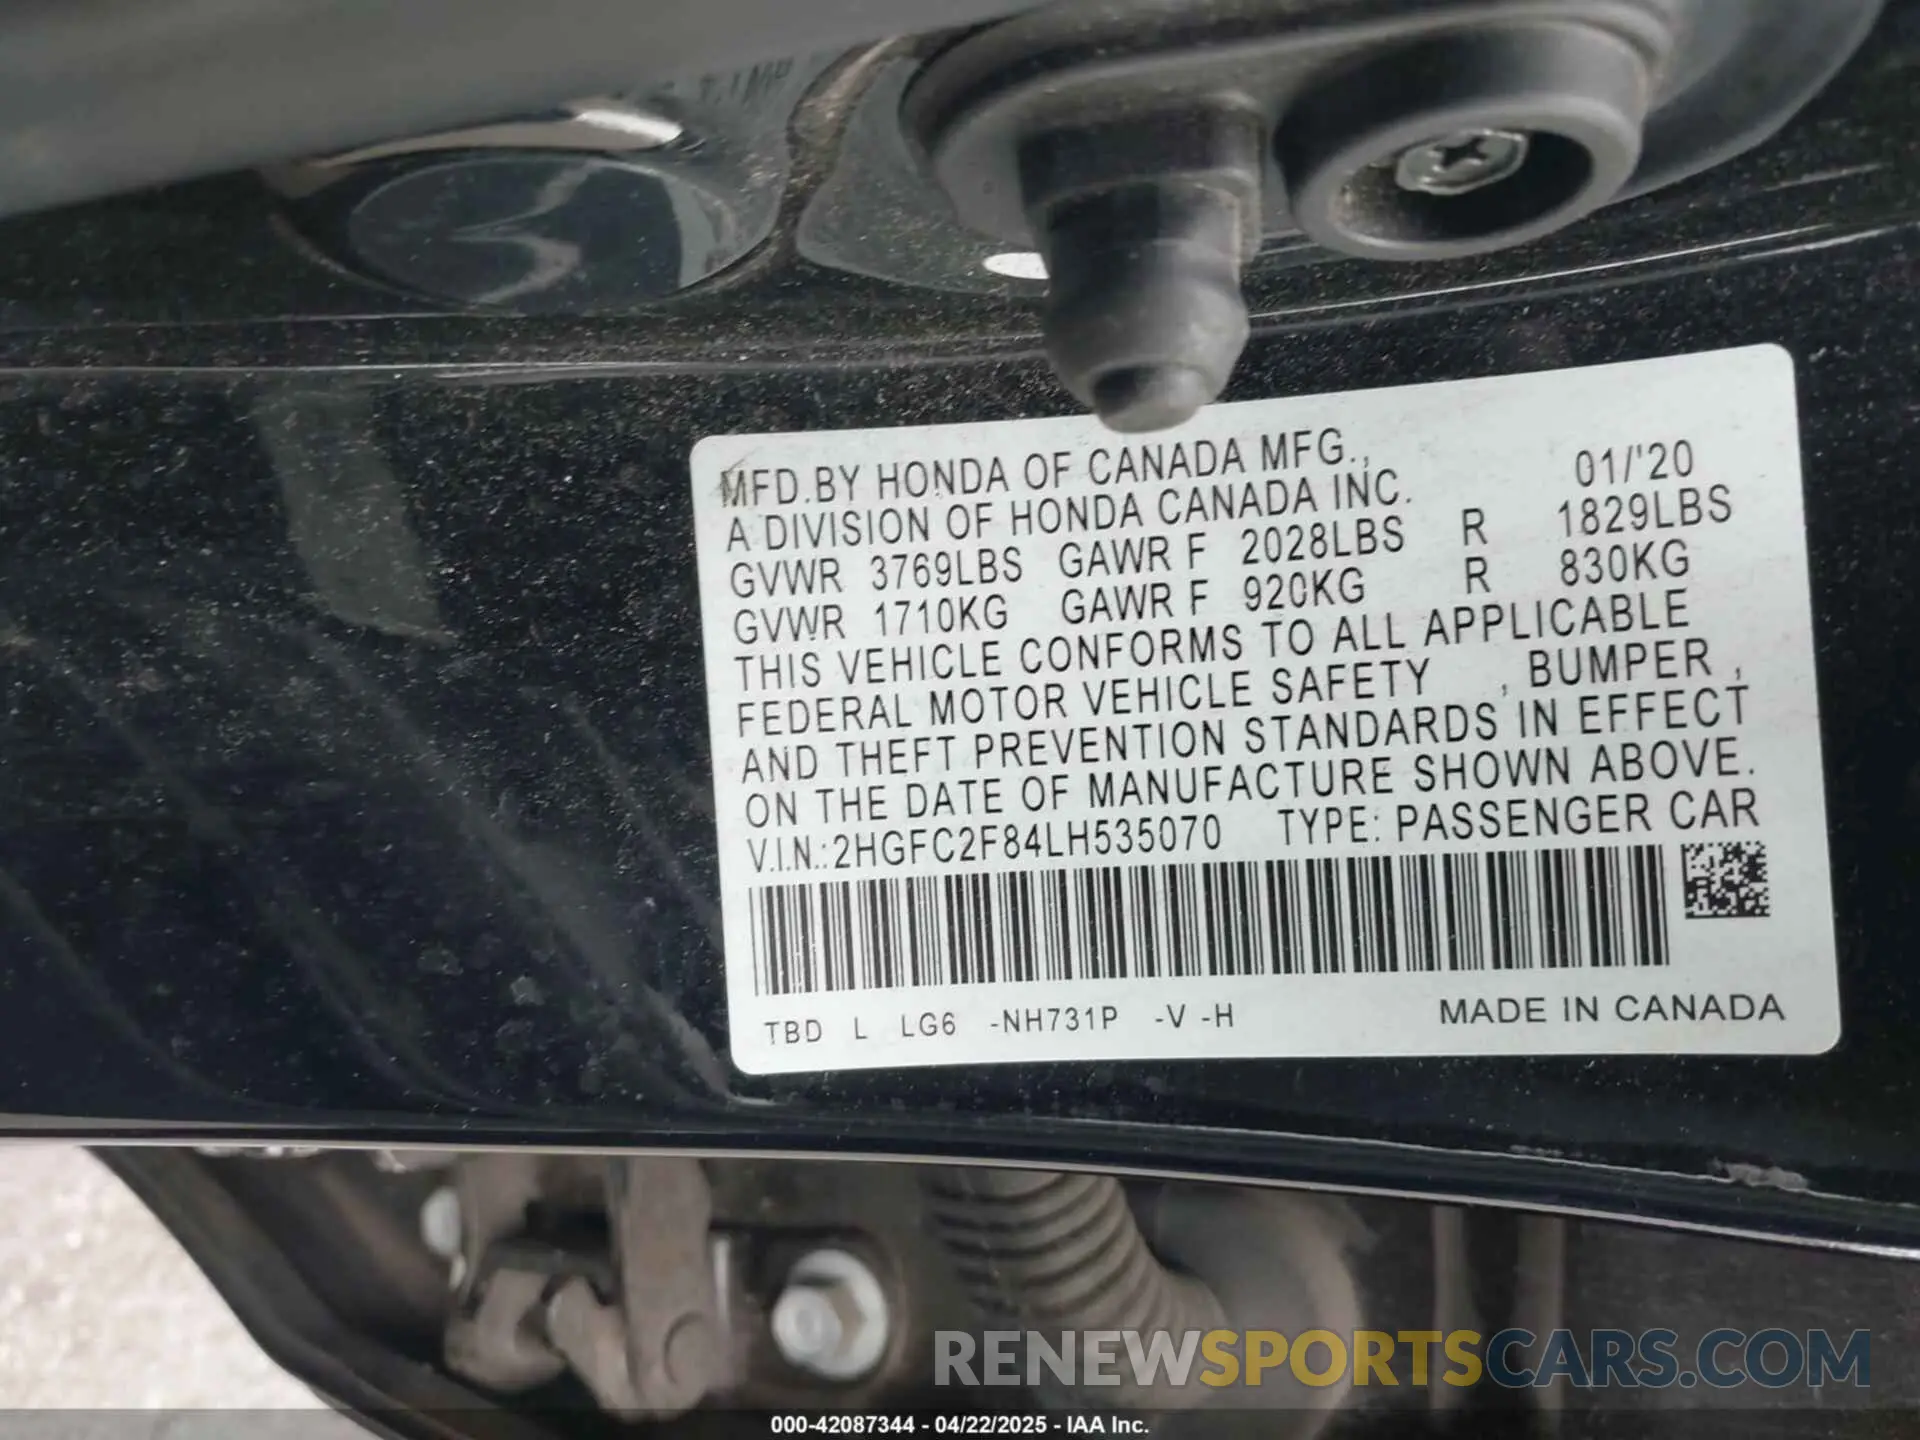 MFD.BY HONDA OF CANADA MFG., 01/'20
A DIVISION OF HONDA CANADA INC.
GVWR 3769LBS GAWR F 2028LBS R 1829LBS
GVWR 1710KG GAWR F 920KG R 830KG
THIS VEHICLE CONFORMS TO ALL APPLICABLE
FEDERAL MOTOR VEHICLE SAFETY , BUMPER ,
AND THEFT PREVENTION STANDARDS IN EFFECT
ON THE DATE OF MANUFACTURE SHOWN ABOVE.
V.I.N.:2HGFC2F84LH535070 TYPE: PASSENGER CAR
TBD L LG6 -NH731P -V -H MADE IN CANADA
RENEWSPORTSCARS.COM
000-42087344 - 04/22/2025 - IAA Inc.